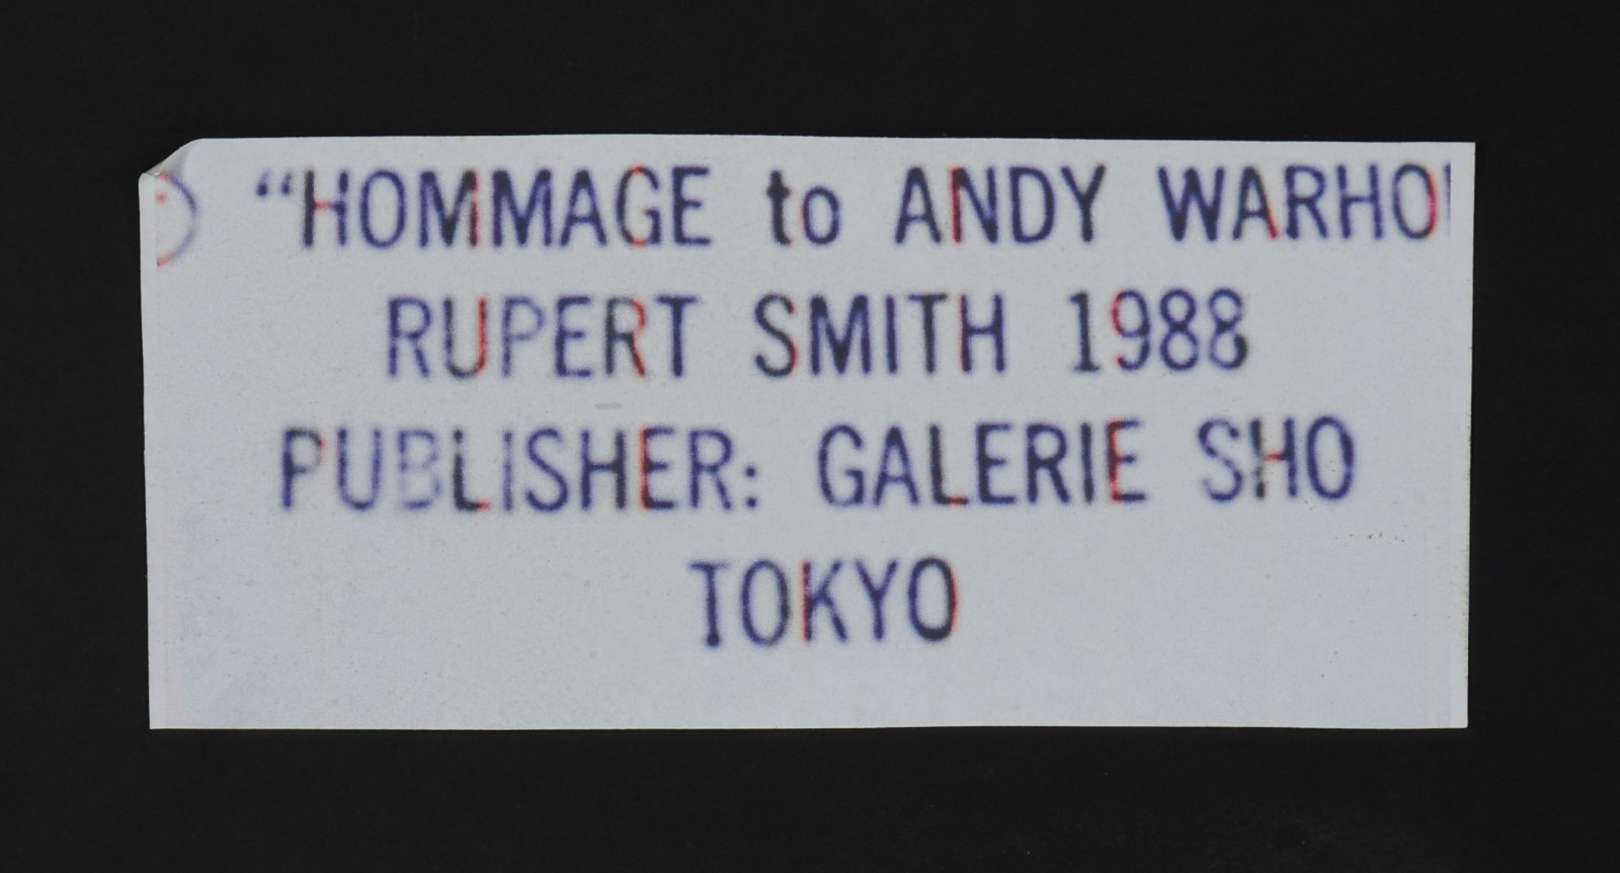 “HOMMAGE to ANDY WARHO
RUPERT SMITH 1988
PUBLISHER: GALERIE SHO
TOKYO